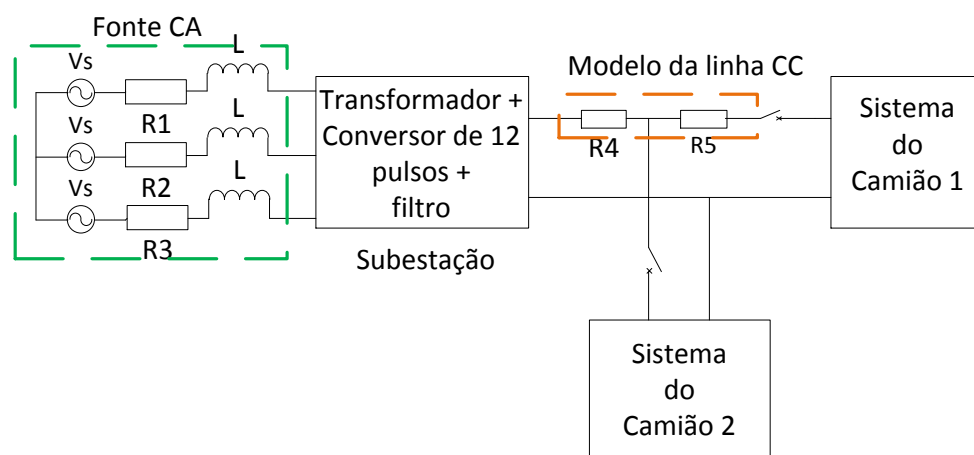 Fonte CA
Vs
L
R1
Vs
L
R2
Vs
L
R3
Transformador +
Conversor de 12
pulsos +
filtro
Subestação
Modelo da linha CC
R4
R5
Sistema
do
Camião 1
Sistema
do
Camião 2